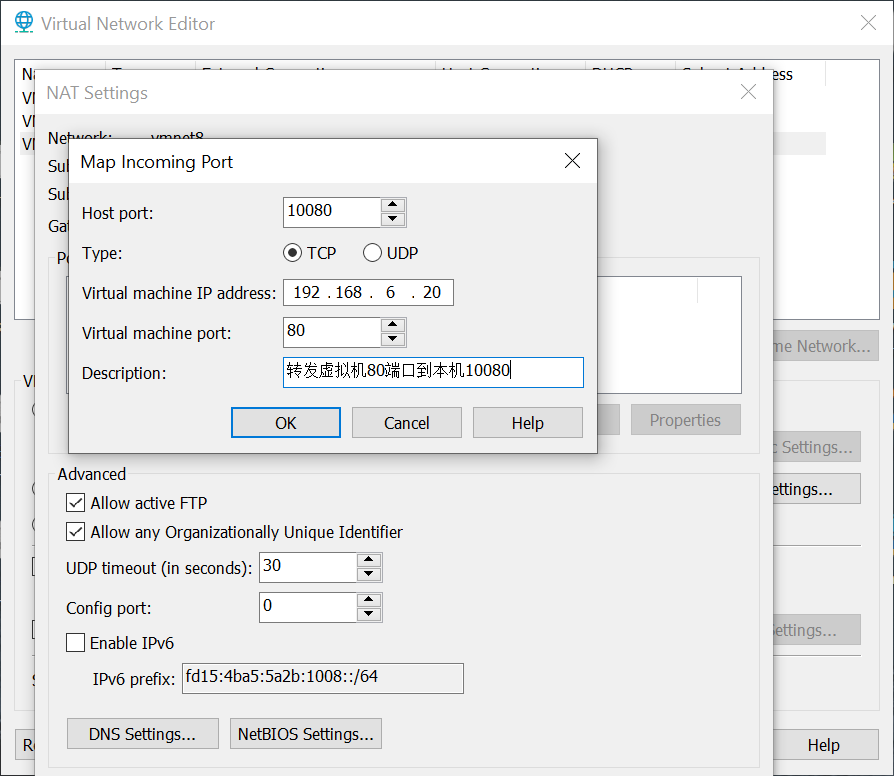 Virtual Network Editor
NAT Settings
Network: vmnet8
Map Incoming Port
Host port: 10080
Type: TCP UDP
Virtual machine IP address: 192 . 168 . 6 . 20
Virtual machine port: 80
Description: 转发虚拟机80端口到本机10080
OK Cancel Help
Properties
Advanced
Allow active FTP
Allow any Organizationally Unique Identifier
UDP timeout (in seconds): 30
Config port: 0
Enable IPv6
IPv6 prefix: fd15:4ba5:5a2b:1008::/64
DNS Settings... NetBIOS Settings...
Help